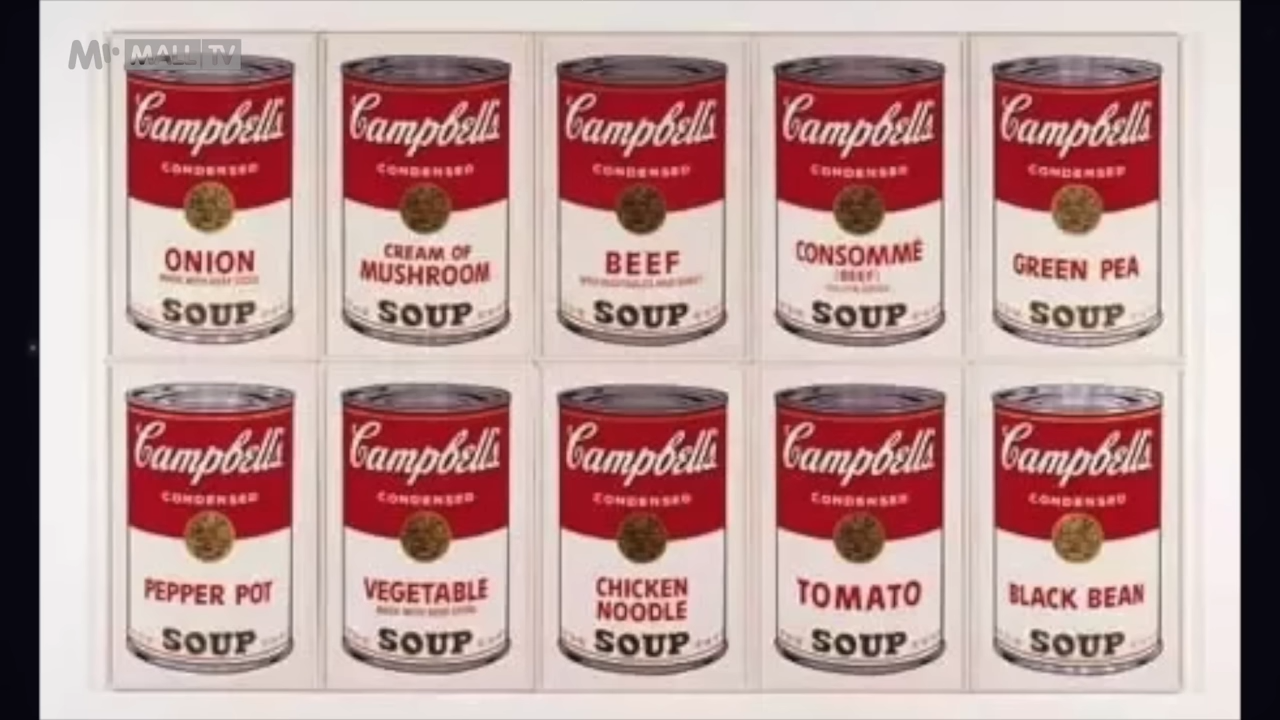 Mr MALL TV
Campbell's
CONDENSED
ONION
SOUP
Campbell's
CONDENSED
CREAM OF
MUSHROOM
SOUP
Campbell's
CONDENSED
BEEF
SOUP
Campbell's
CONDENSED
CONSOMMÉ
(BEEF)
SOUP
Campbell's
CONDENSED
GREEN PEA
SOUP
Campbell's
CONDENSED
PEPPER POT
SOUP
Campbell's
CONDENSED
VEGETABLE
SOUP
Campbell's
CONDENSED
CHICKEN
NOODLE
SOUP
Campbell's
CONDENSED
TOMATO
SOUP
Campbell's
CONDENSED
BLACK BEAN
SOUP